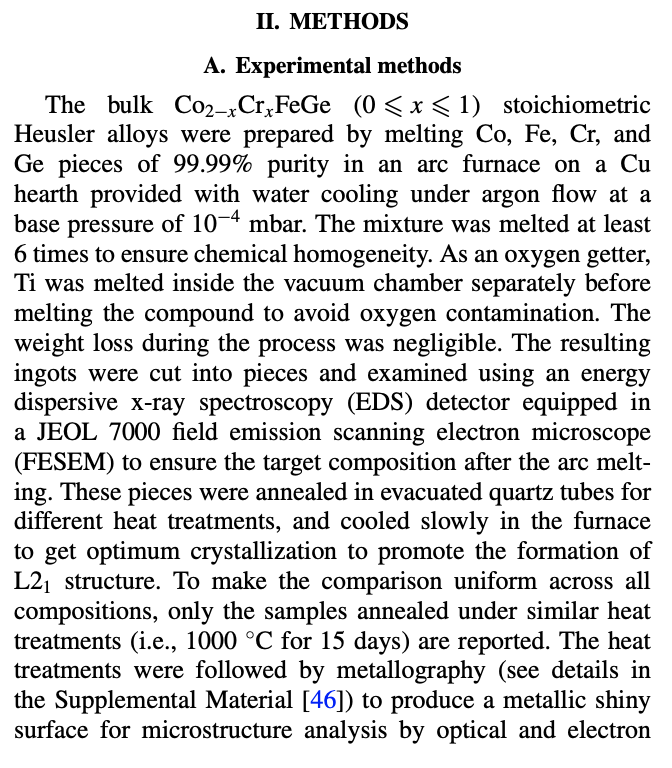 II. METHODS
A. Experimental methods
The bulk Co₂₋ₓCrₓFeGe (0 ⩽ x ⩽ 1) stoichiometric
Heusler alloys were prepared by melting Co, Fe, Cr, and
Ge pieces of 99.99% purity in an arc furnace on a Cu
hearth provided with water cooling under argon flow at a
base pressure of 10⁻⁴ mbar. The mixture was melted at least
6 times to ensure chemical homogeneity. As an oxygen getter,
Ti was melted inside the vacuum chamber separately before
melting the compound to avoid oxygen contamination. The
weight loss during the process was negligible. The resulting
ingots were cut into pieces and examined using an energy
dispersive x-ray spectroscopy (EDS) detector equipped in
a JEOL 7000 field emission scanning electron microscope
(FESEM) to ensure the target composition after the arc melt-
ing. These pieces were annealed in evacuated quartz tubes for
different heat treatments, and cooled slowly in the furnace
to get optimum crystallization to promote the formation of
L2₁ structure. To make the comparison uniform across all
compositions, only the samples annealed under similar heat
treatments (i.e., 1000 °C for 15 days) are reported. The heat
treatments were followed by metallography (see details in
the Supplemental Material [46]) to produce a metallic shiny
surface for microstructure analysis by optical and electron